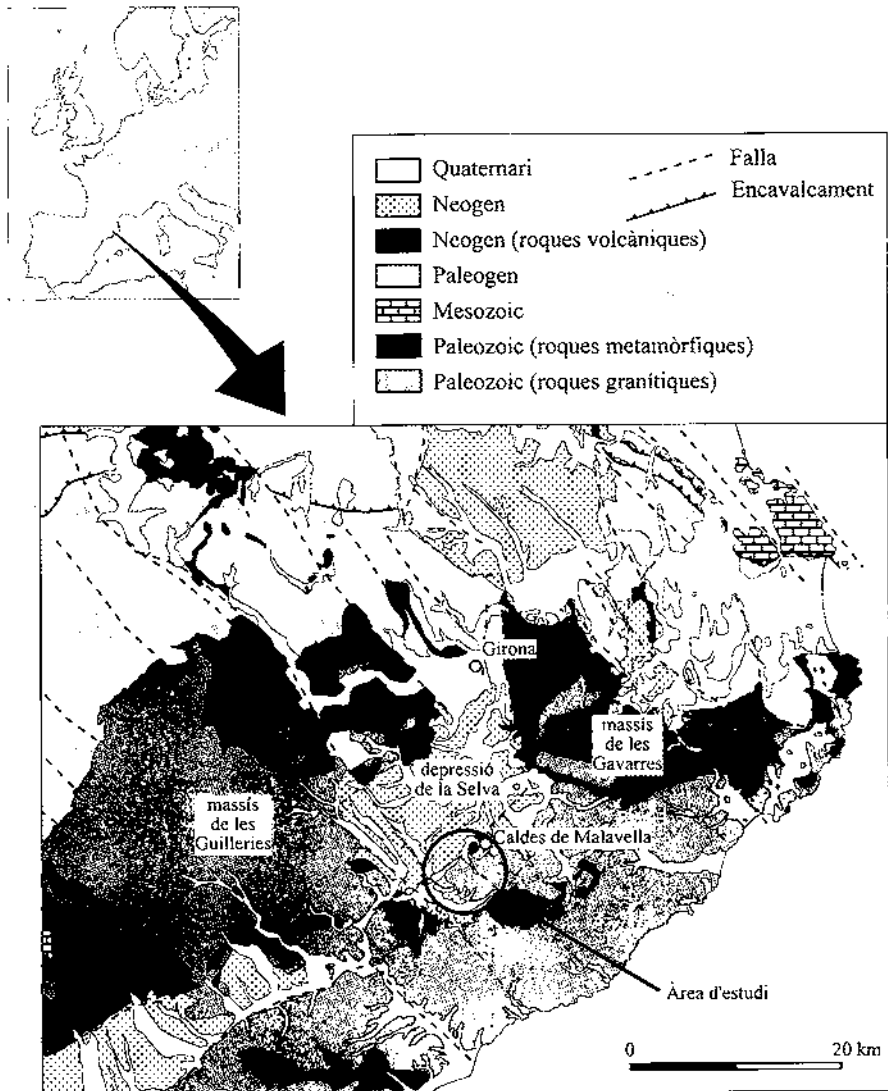 Quaternari
Neogen
Neogen (roques volcàniques)
Paleogen
Mesozoic
Paleozoic (roques metamòrfiques)
Paleozoic (roques granítiques)
Falla
Encavalcament
Girona
massís
de les
Gavarres
depressió
de la Selva
massís
de les
Guilleries
Caldes de Malavella
Àrea d'estudi
0
20 km